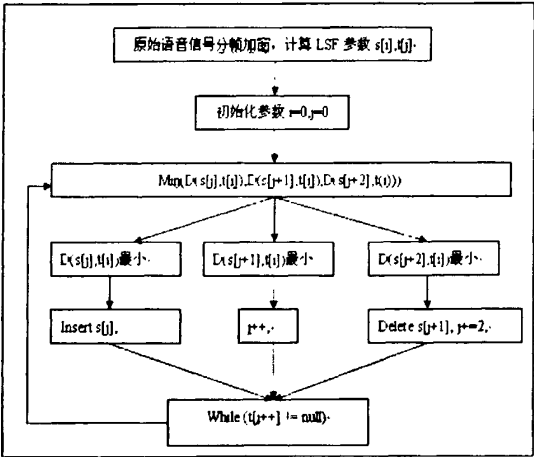 原始语音信号分帧加窗，计算 LSF 参数 s[i],t[j].
初始化参数 i=0,j=0
Min(D(s[j],t[i]),D(s[j+1],t[i]),D(s[j+2],t(i)))
D(s[j],t[i])最小.
D(s[j+1],t[i])最小
D(s[j+2],t[i])最小.
Insert s[j],
j++,.
Delete s[j+1], j+=2,.
While (t[j++] != null).